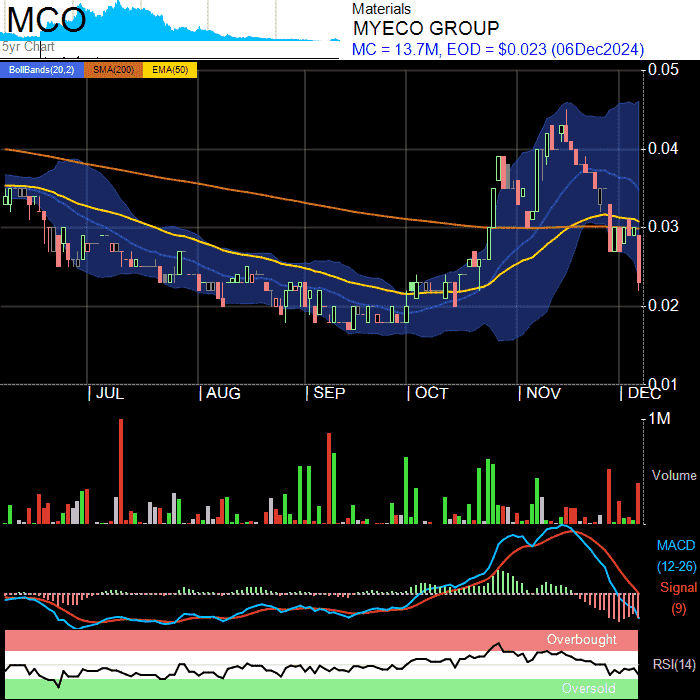 MCO
5yr Chart
Materials
MYECO GROUP
MC = 13.7M, EOD = $0.023 (06Dec2024)
BollBands(20,2) SMA(200) EMA(50)
0.05
0.04
0.03
0.02
0.01
JUL AUG SEP OCT NOV DEC
1M
Volume
MACD
(12-26)
Signal
(9)
Overbought
RSI(14)
Oversold